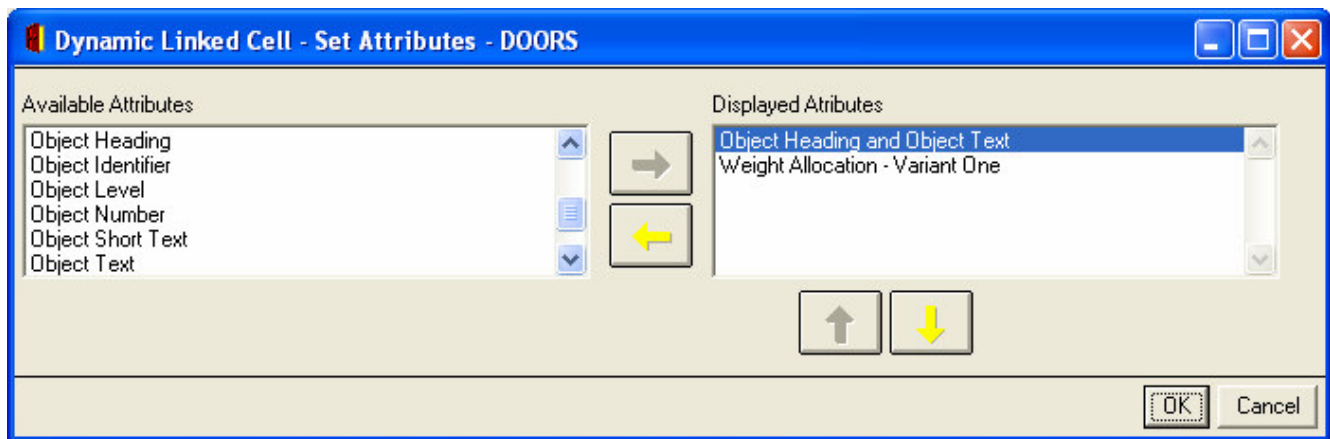 Dynamic Linked Cell - Set Attributes - DOORS
Available Attributes
Object Heading
Object Identifier
Object Level
Object Number
Object Short Text
Object Text
Displayed Atributes
Object Heading and Object Text
Weight Allocation - Variant One
OK
Cancel